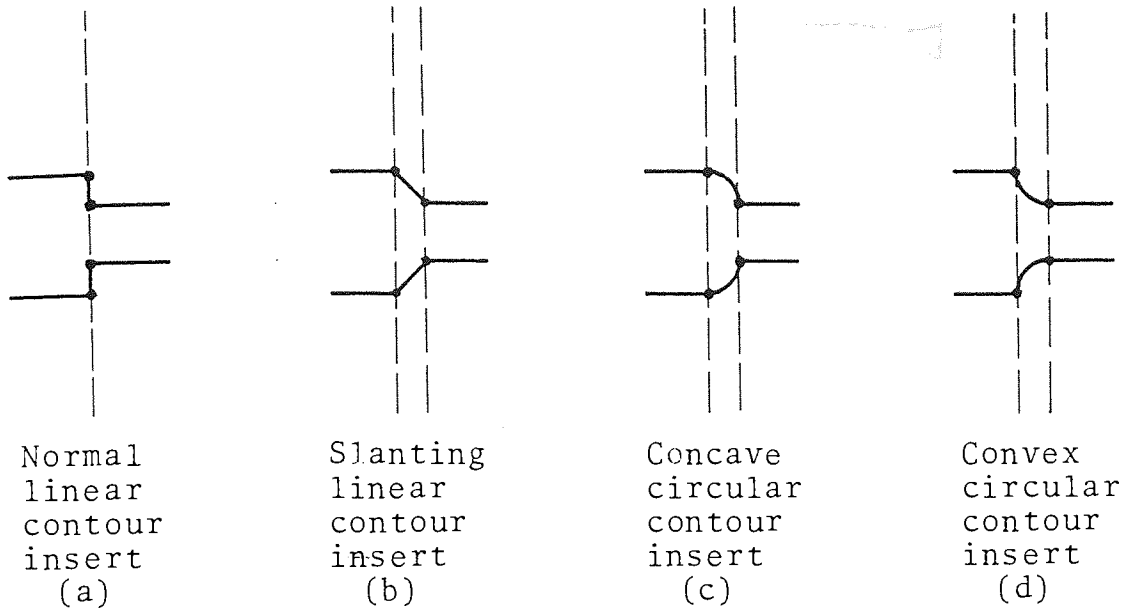 Normal
linear
contour
insert
(a)
Slanting
linear
contour
insert
(b)
Concave
circular
contour
insert
(c)
Convex
circular
contour
insert
(d)